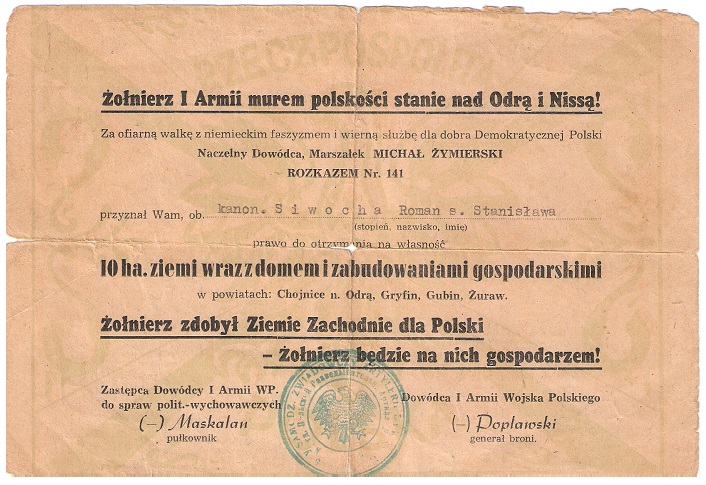 RZECZPOSPOLITA
Żołnierz I Armii murem polskości stanie nad Odrą i Nissą!
Za ofiarną walkę z niemieckim faszyzmem i wierną służbę dla dobra Demokratycznej Polski
Naczelny Dowódca, Marszałek MICHAŁ ŻYMIERSKI
ROZKAZEM Nr. 141
przyznał Wam, ob. kanon. Siwocha Roman s. Stanisława
(stopień, nazwisko, imię)
prawo do otrzymania na własność
10 ha. ziemi wraz z domem i zabudowaniami gospodarskimi
w powiatach: Chojnice n. Odrą, Gryfin, Gubin, Żuraw.
Żołnierz zdobył Ziemie Zachodnie dla Polski
– Żołnierz będzie na nich gospodarzem!
Zastępca Dowódcy I Armii WP.
do spraw polit.-wychowawczych
(—) Maskalan
pułkownik
Dowódca I Armii Wojska Polskiego
(—) Popławski
generał broni.